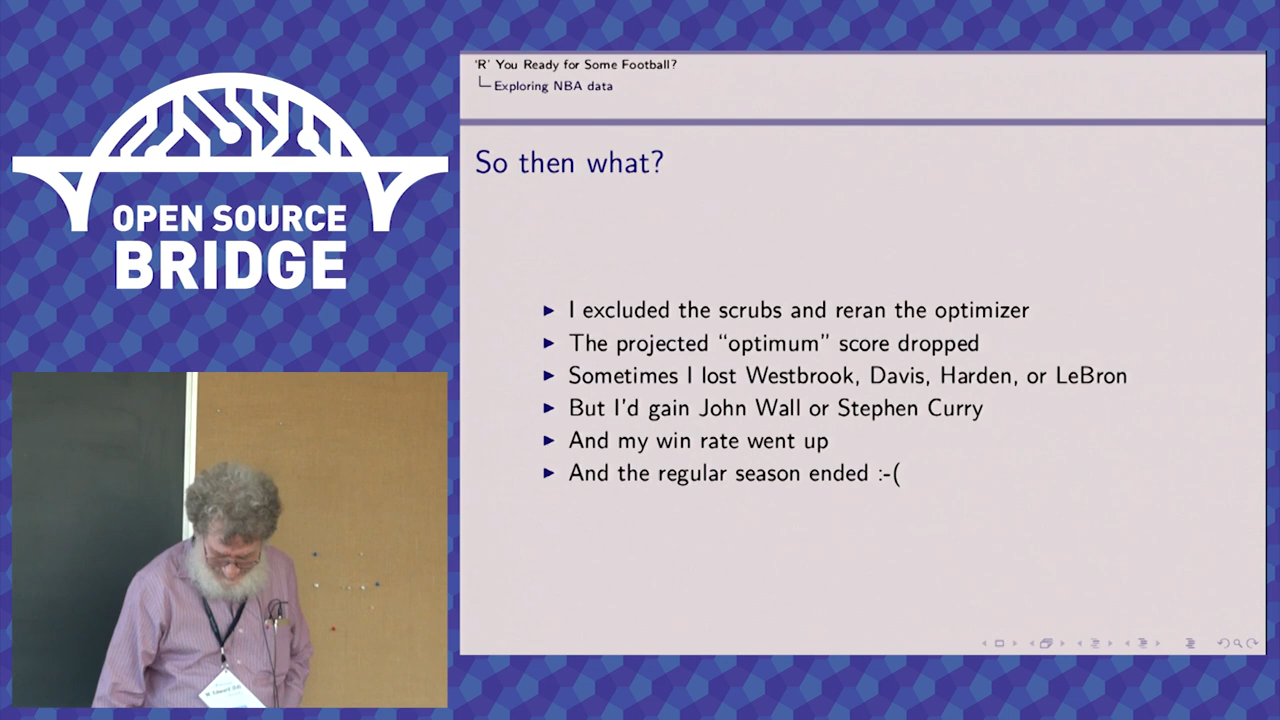 OPEN SOURCE
BRIDGE
'R' You Ready for Some Football?
Exploring NBA data
So then what?
I excluded the scrubs and reran the optimizer
The projected “optimum” score dropped
Sometimes I lost Westbrook, Davis, Harden, or LeBron
But I'd gain John Wall or Stephen Curry
And my win rate went up
And the regular season ended :-(